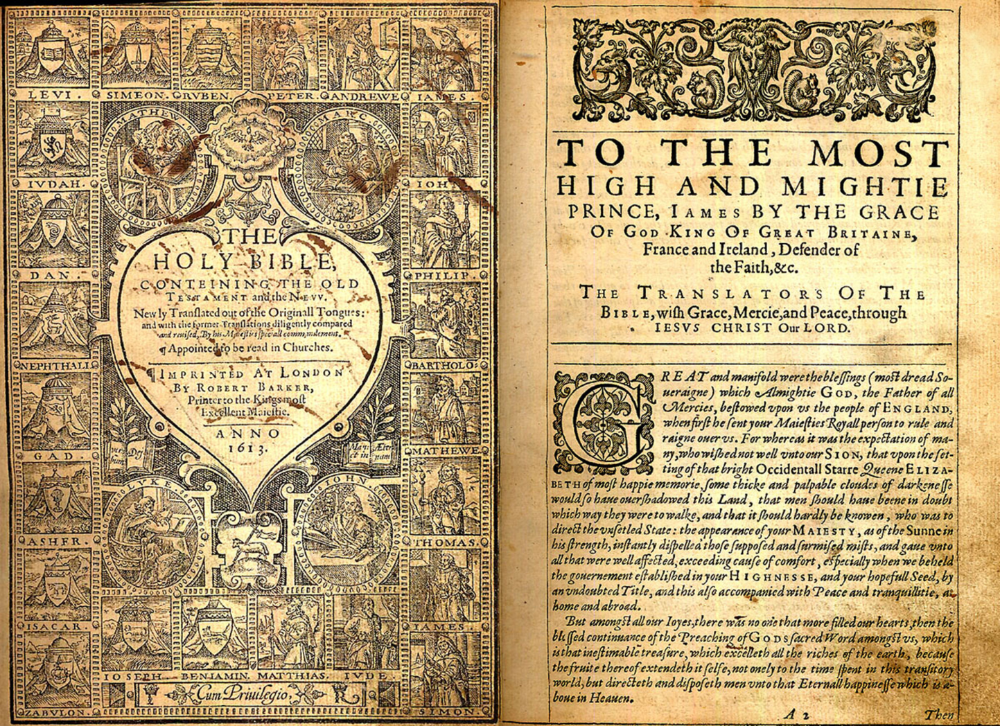 LEVI.
SIMEON.
RVBEN.
PETER.
ANDREWE
IAMES.
MATHEW
MARC
IVDAH.
IOH
DAN.
PHILIP.
NEPHTHALI
BARTHOLO:
GAD.
MATHEWE
ASHER.
THOMAS.
ISACAR.
IAMES.
ZABVLON.
SIMON.
LVKE
IOHN
IOSEPH
BENJAMIN.
MATTHIAS.
IVDE
THE
HOLY BIBLE,
CONTEINING THE OLD
TESTAMENT and the NEVV.
Newly Translated out of the Originall Tongues:
and with the former Translations diligently compared
and reuised, By his Maiesties speciall commandement.
¶ Appointed to be read in Churches.
¶ IMPRINTED AT LONDON
BY ROBERT BARKER,
Printer to the Kings most
Excellent Maiestie.
ANNO
1613.
Dei
Æter
num
Cum Priuilegio.
TO THE MOST
HIGH AND MIGHTIE
PRINCE, IAMES BY THE GRACE
OF GOD KING OF GREAT BRITAINE,
France and Ireland, Defender of
the Faith, &c.
THE TRANSLATORS OF THE
BIBLE, wish Grace, Mercie, and Peace, through
IESVS CHRIST Our LORD.
GREAT and manifold were the blessings (most dread So-
ueraigne) which Almightie GOD, the Father of all
Mercies, bestowed vpon vs the people of ENGLAND,
when first he sent your Maiesties Royall person to rule and
raigne ouer vs. For whereas it was the expectation of ma-
ny, who wished not well vnto our SION, that vpon the set-
ting of that bright Occidentall Starre Queene ELIZA-
BETH of most happie memorie, some thicke and palpable cloudes of darkenesse
would so haue ouershadowed this Land, that men should haue beene in doubt
which way they were to walke, and that it should hardly be knowen, who was to
direct the vnsetled State: the appearance of your MAIESTY, as of the Sunne in
his strength, instantly dispelled those supposed and surmised mists, and gaue vnto
all that were well affected, exceeding cause of comfort, especially when we beheld
the gouernement established in your HIGHNESSE, and your hopefull Seed, by
an vndoubted Title, and this also accompanied with Peace and tranquillitie, at
home and abroad.
But amongst all our Ioyes, there was no one that more filled our hearts, then the
blessed continuance of the Preaching of GODS sacred Word amongst vs, which
is that inestimable treasure, which excelleth all the riches of the earth, because
the fruite thereof extendeth it selfe, not onely to the time spent in this transitory
world, but directeth and disposeth men vnto that Eternall happinesse which is a-
boue in Heauen.
A 2
Then